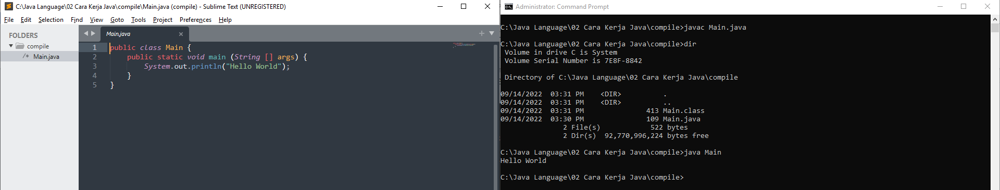 C:\Java Language\02 Cara Kerja Java\compile\Main.java (compile) - Sublime Text (UNREGISTERED)
File Edit Selection Find View Goto Tools Project Preferences Help
FOLDERS
compile
/* Main.java
Main.java
1 public class Main {
2 public static void main (String [] args) {
3 System.out.println("Hello World");
4 }
5 }
Administrator: Command Prompt
C:\Java Language\02 Cara Kerja Java\compile>javac Main.java
C:\Java Language\02 Cara Kerja Java\compile>dir
Volume in drive C is System
Volume Serial Number is 7E8F-8842
Directory of C:\Java Language\02 Cara Kerja Java\compile
09/14/2022 03:31 PM <DIR> .
09/14/2022 03:31 PM <DIR> ..
09/14/2022 03:31 PM 413 Main.class
09/14/2022 03:30 PM 109 Main.java
2 File(s) 522 bytes
2 Dir(s) 92,770,996,224 bytes free
C:\Java Language\02 Cara Kerja Java\compile>java Main
Hello World
C:\Java Language\02 Cara Kerja Java\compile>